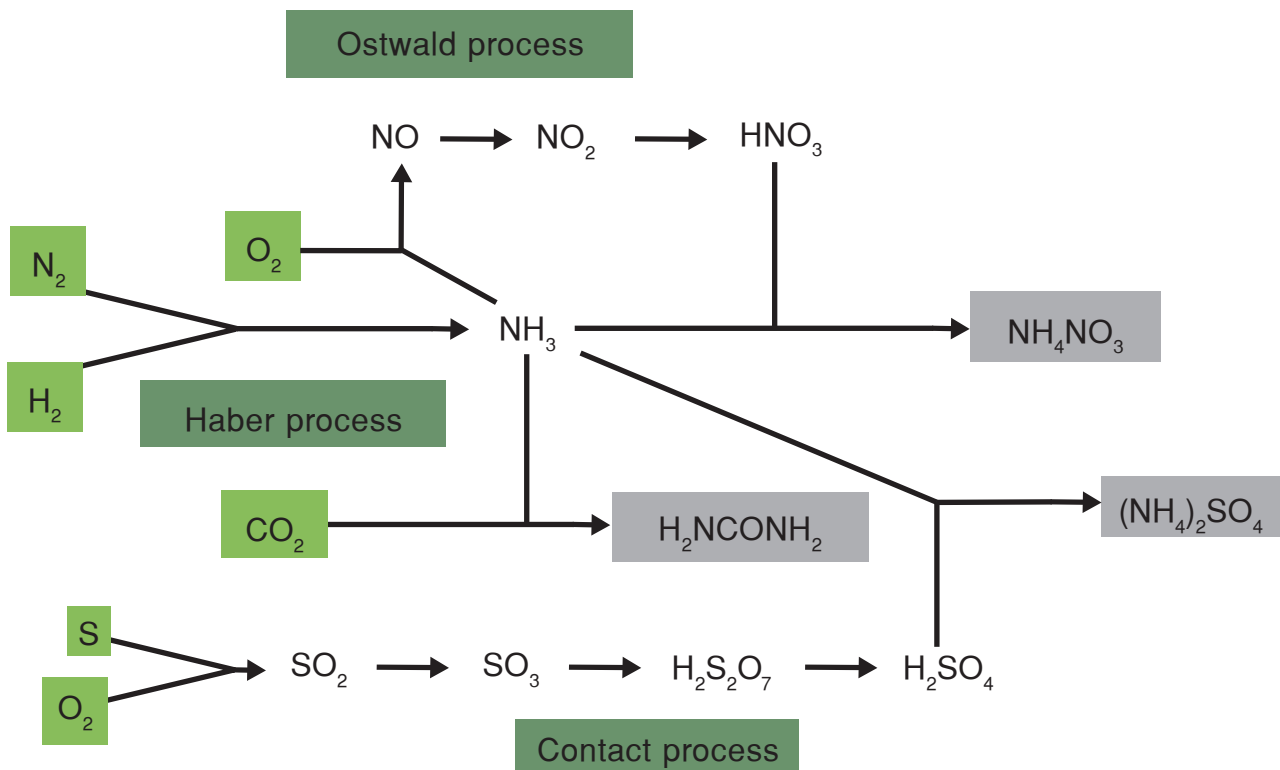 Ostwald process
NO
NO₂
HNO₃
O₂
N₂
NH₃
NH₄NO₃
H₂
Haber process
(NH₄)₂SO₄
CO₂
H₂NCONH₂
S
SO₂
SO₃
H₂S₂O₇
H₂SO₄
O₂
Contact process